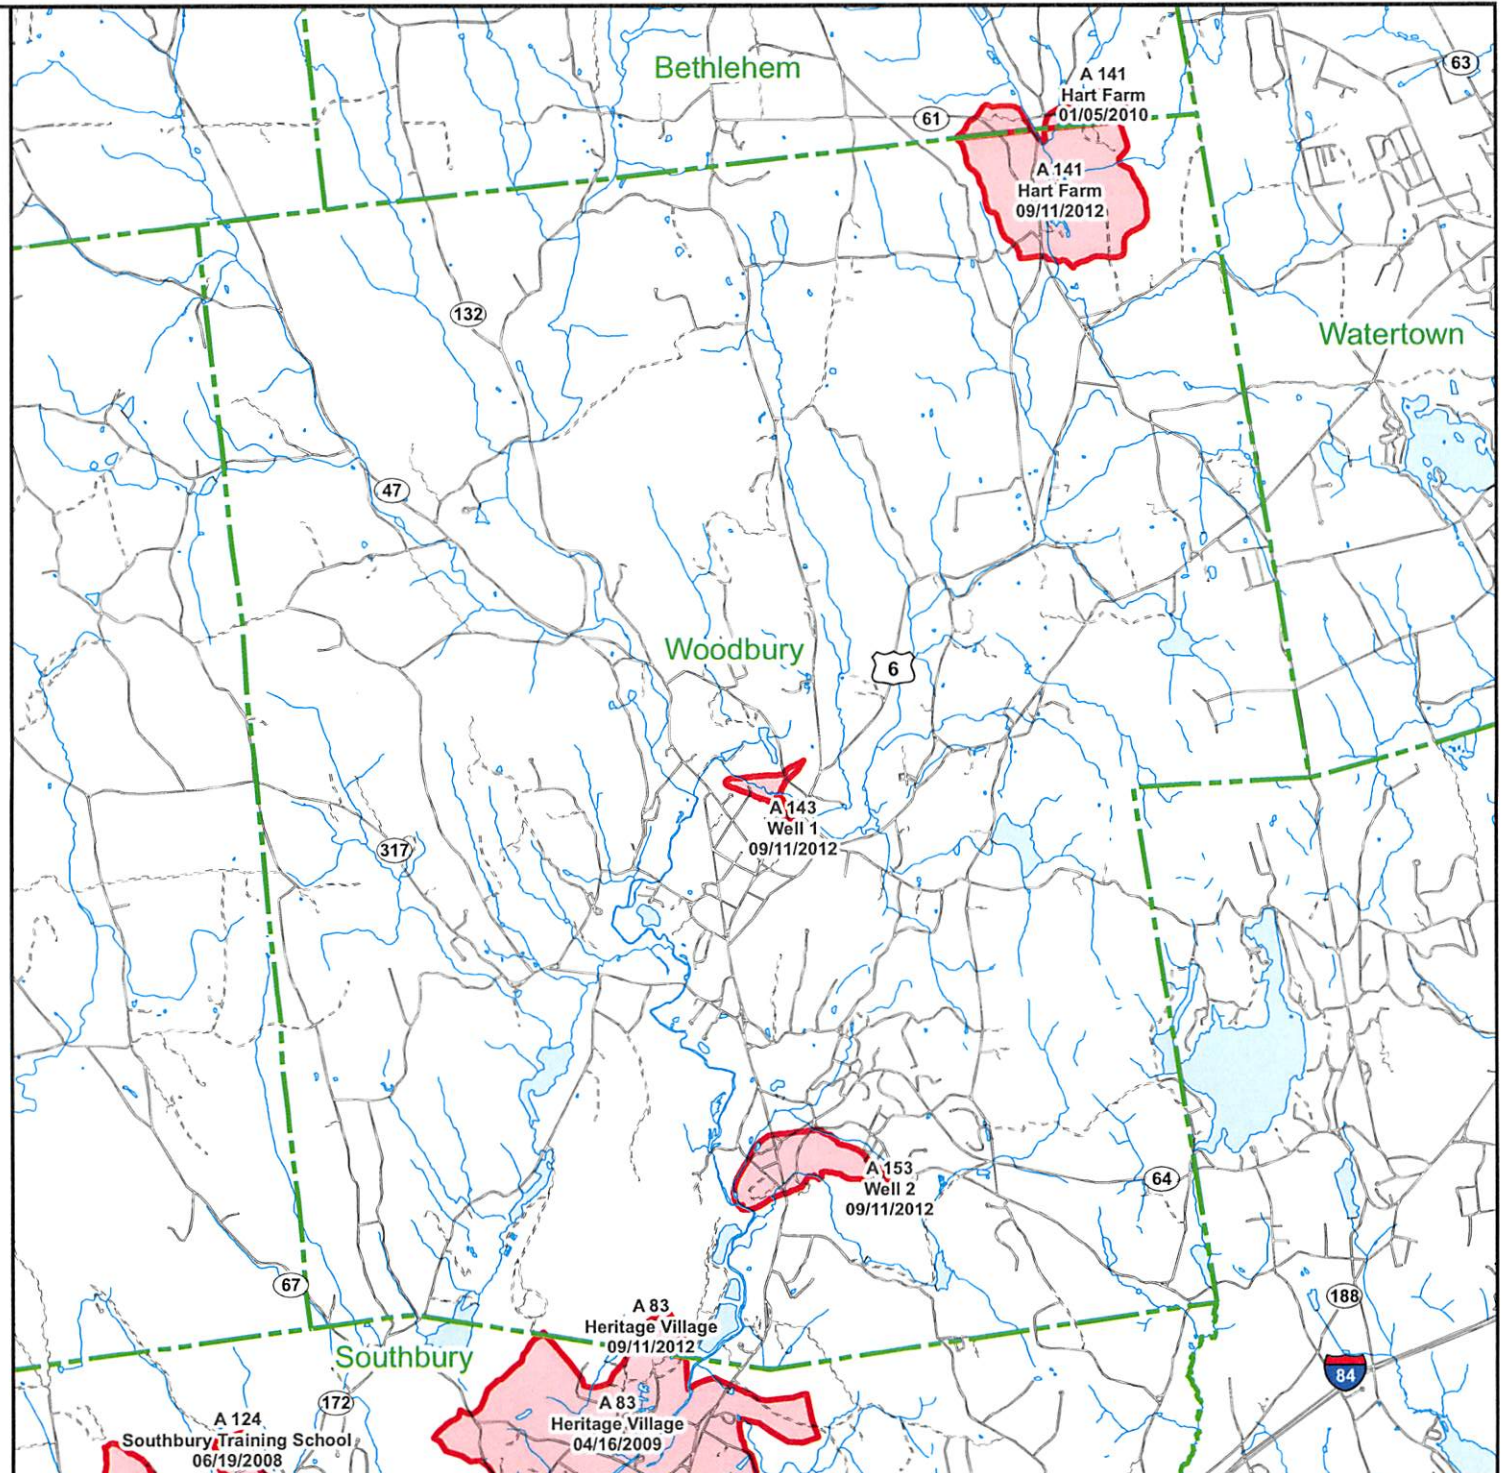 Bethlehem
63
A 141
Hart Farm
01/05/2010
61
A 141
Hart Farm
09/11/2012
132
Watertown
47
Woodbury
6
A 143
Well 1
09/11/2012
317
A 153
Well 2
09/11/2012
64
67
188
A 83
Heritage Village
09/11/2012
Southbury
84
172
A 83
Heritage Village
04/16/2009
A 124
Southbury Training School
06/19/2008